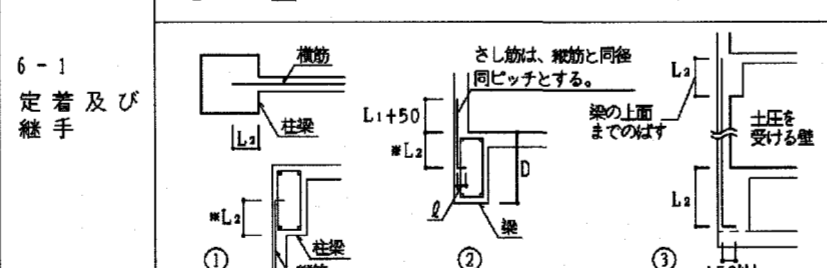 6-1
定着及び
継手
横筋
柱梁
L2
※L2
柱梁
①
さし筋は、縦筋と同径
同ピッチとする。
L1+50
※L2
D
ℓ
梁
②
L2
梁の上面
までのばす
土圧を
受ける壁
L2
③